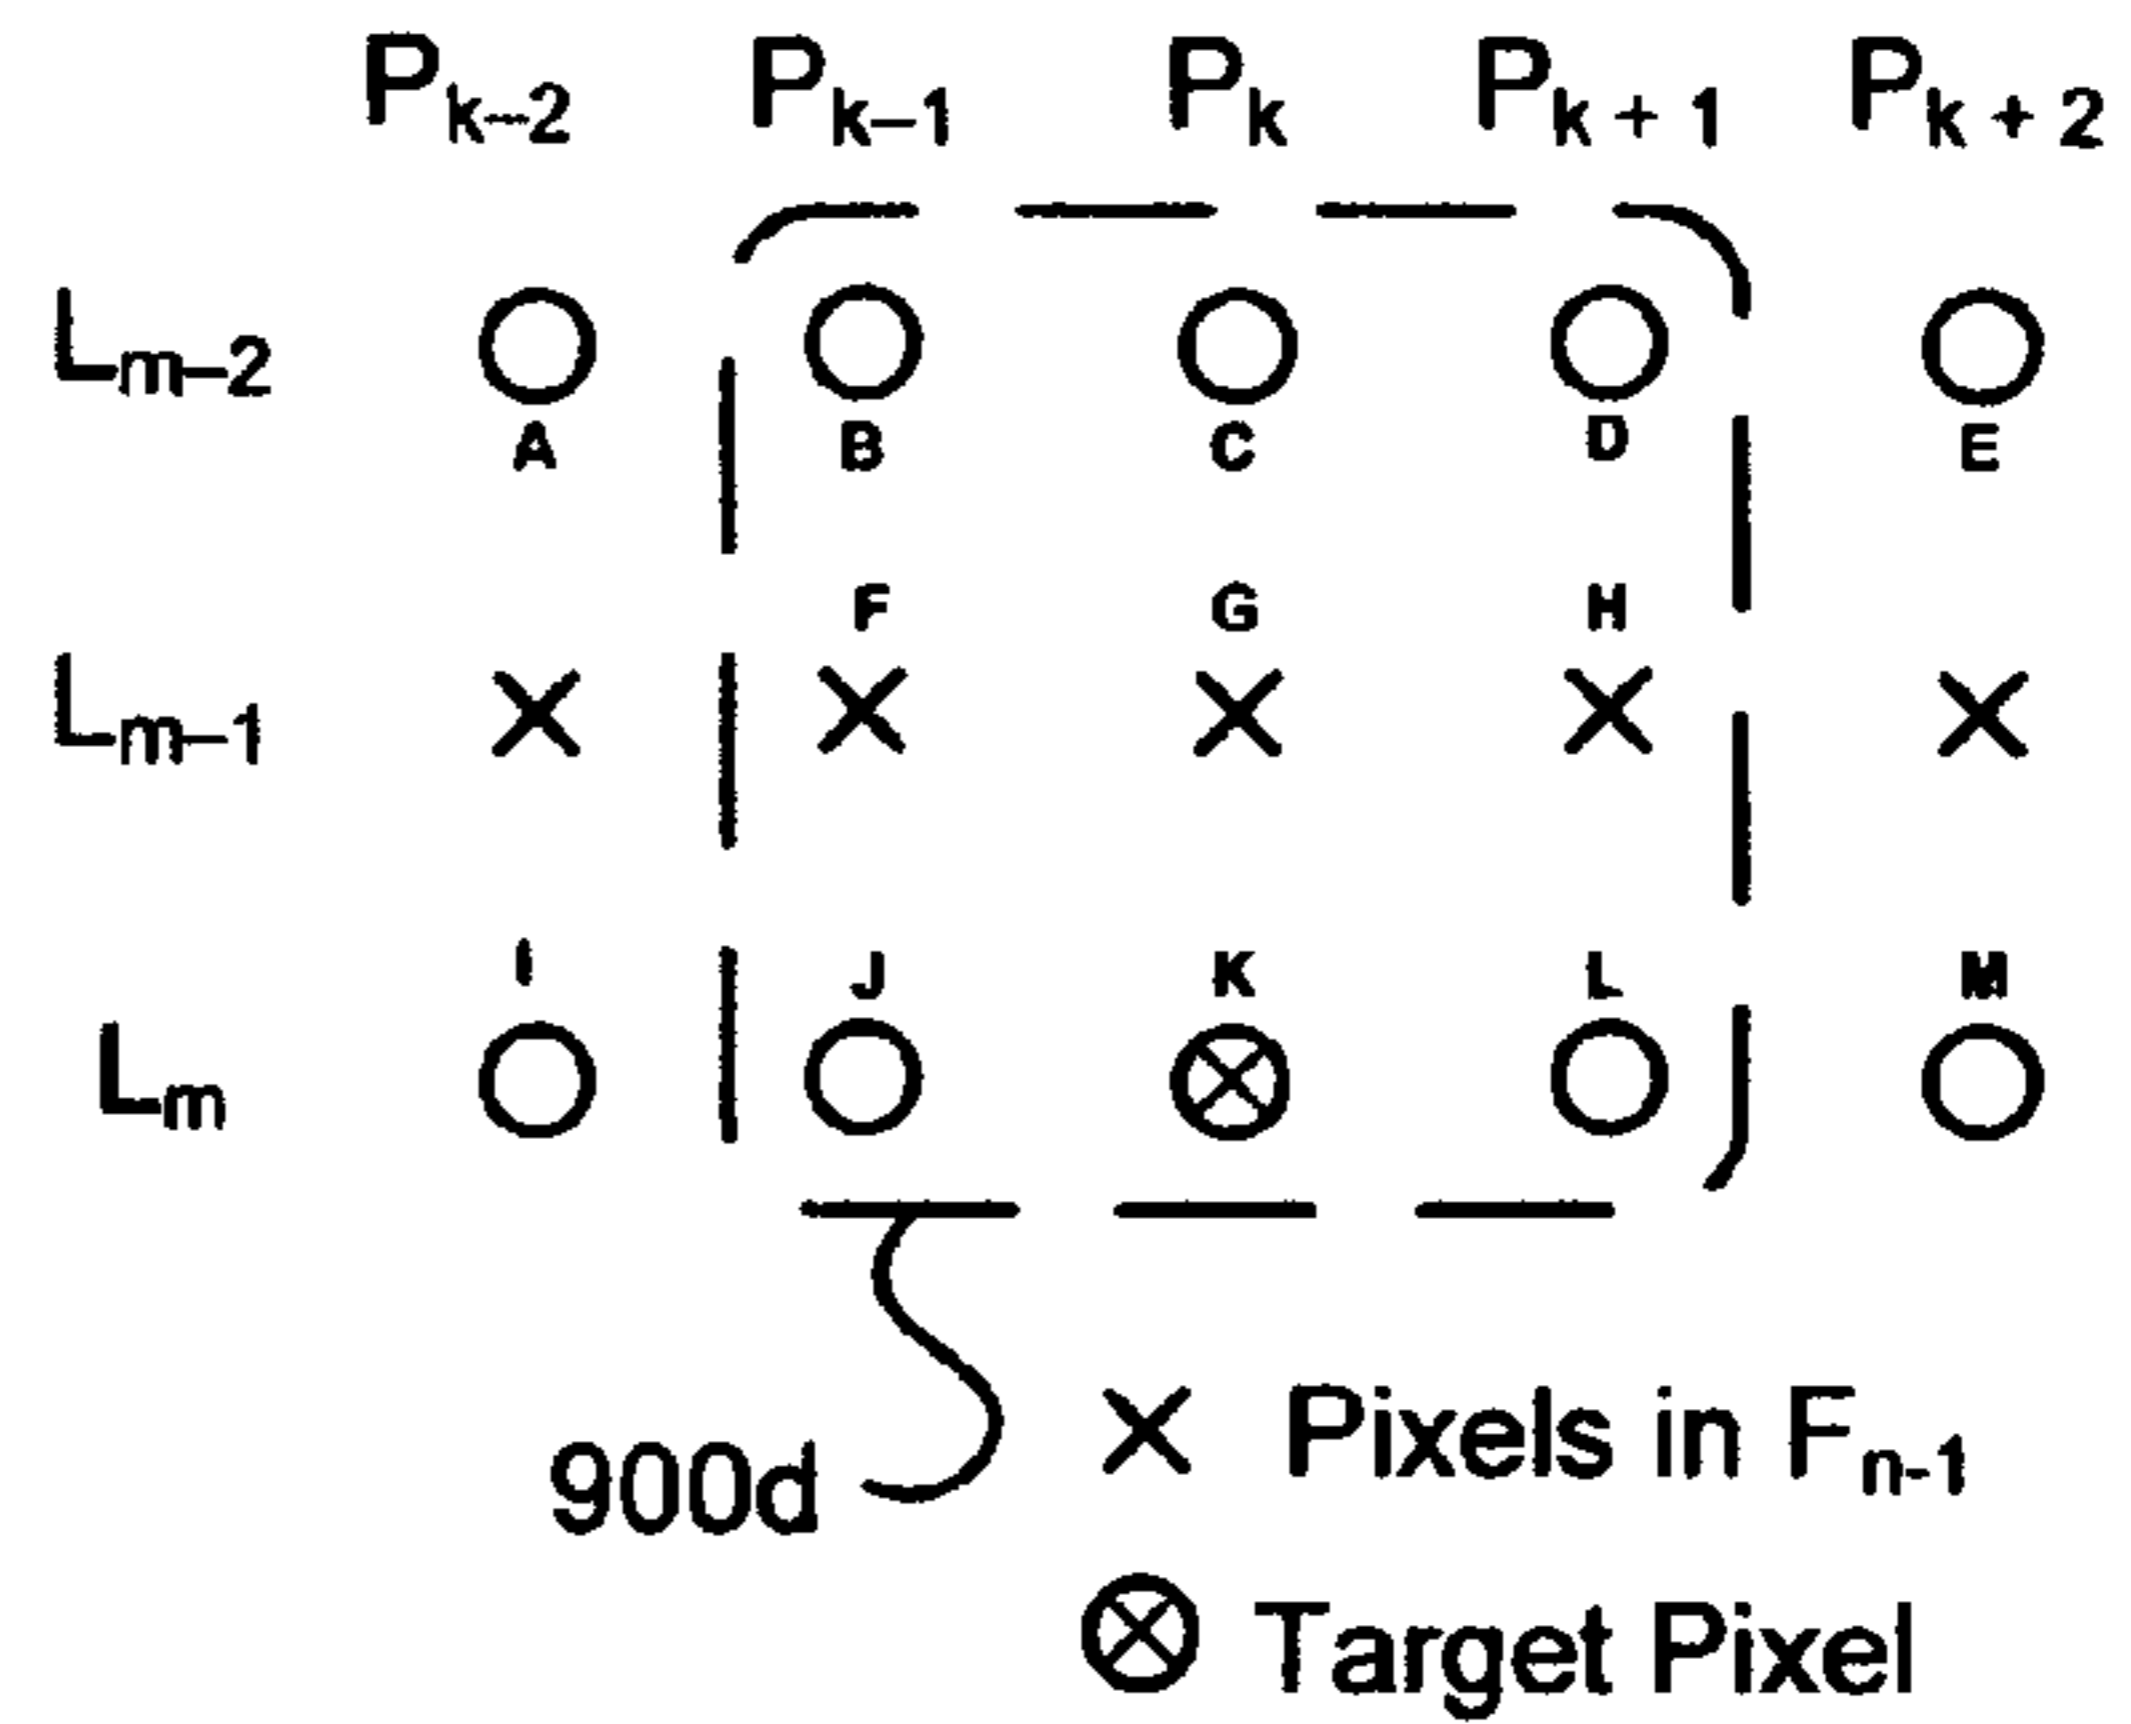 Pk–2 Pk–1 Pk Pk + 1 Pk + 2
Lm–2
A B C D E
F G H
Lm–1
I J K L M
Lm
Pixels in Fn-1
900d
Target Pixel